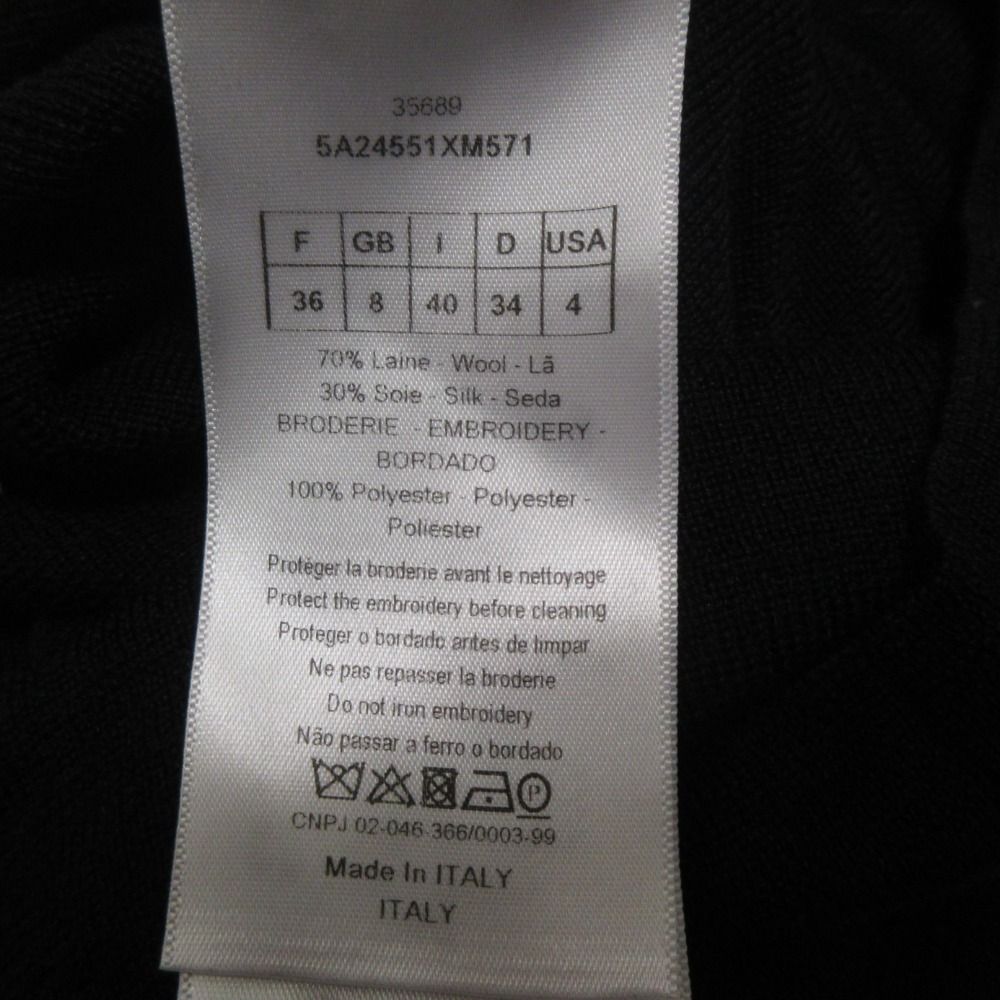 35689
5A24551XM571
F GB I D USA
36 8 40 34 4
70% Laine - Wool - Lã
30% Soie - Silk - Seda
BRODERIE - EMBROIDERY -
BORDADO
100% Polyester - Polyester -
Poliester
Protéger la broderie avant le nettoyage
Protect the embroidery before cleaning
Proteger o bordado antes de limpar
Ne pas repasser la broderie
Do not iron embroidery
Não passar a ferro o bordado
P
CNPJ 02-046-366/0003-99
Made In ITALY
ITALY